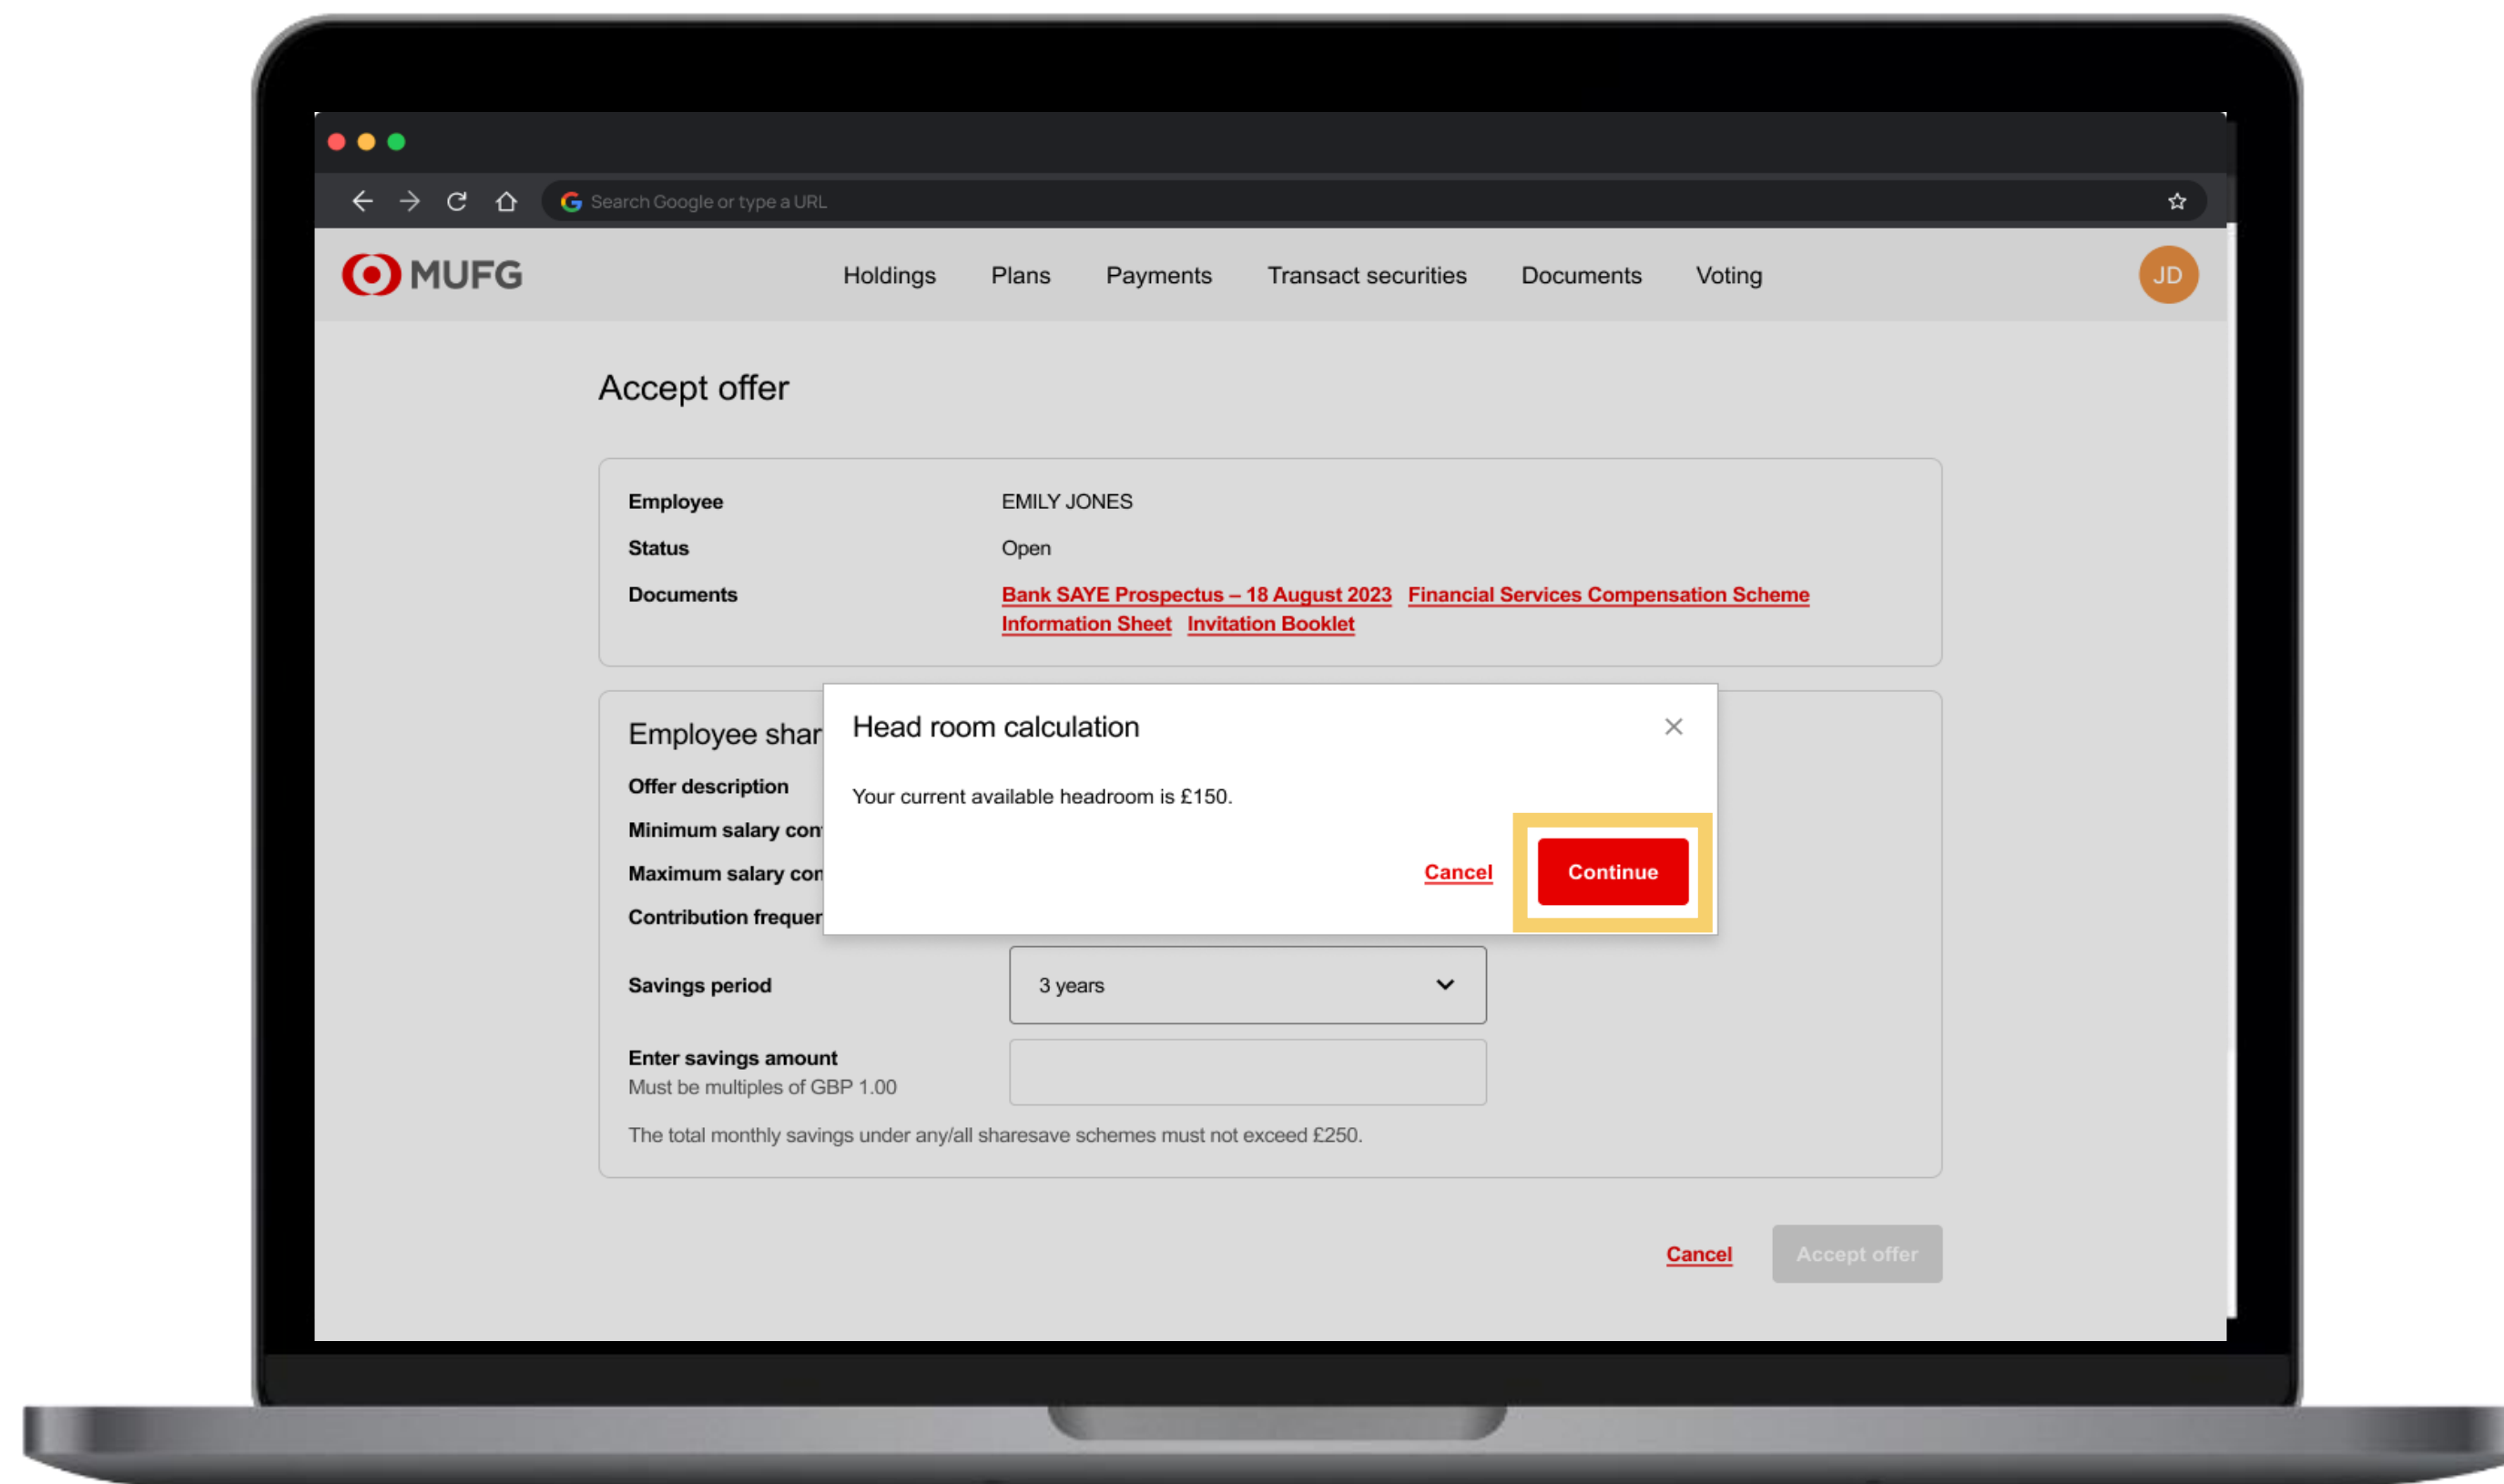 Search Google or type a URL
MUFG
Holdings Plans Payments Transact securities Documents Voting
JD
Accept offer
Employee EMILY JONES
Status Open
Documents Bank SAYE Prospectus – 18 August 2023 Financial Services Compensation Scheme
Information Sheet Invitation Booklet
Employee shar
Head room calculation
Offer description
Your current available headroom is £150.
Minimum salary con
Maximum salary con
Cancel Continue
Contribution frequen
Savings period 3 years
Enter savings amount
Must be multiples of GBP 1.00
The total monthly savings under any/all sharesave schemes must not exceed £250.
Cancel Accept offer